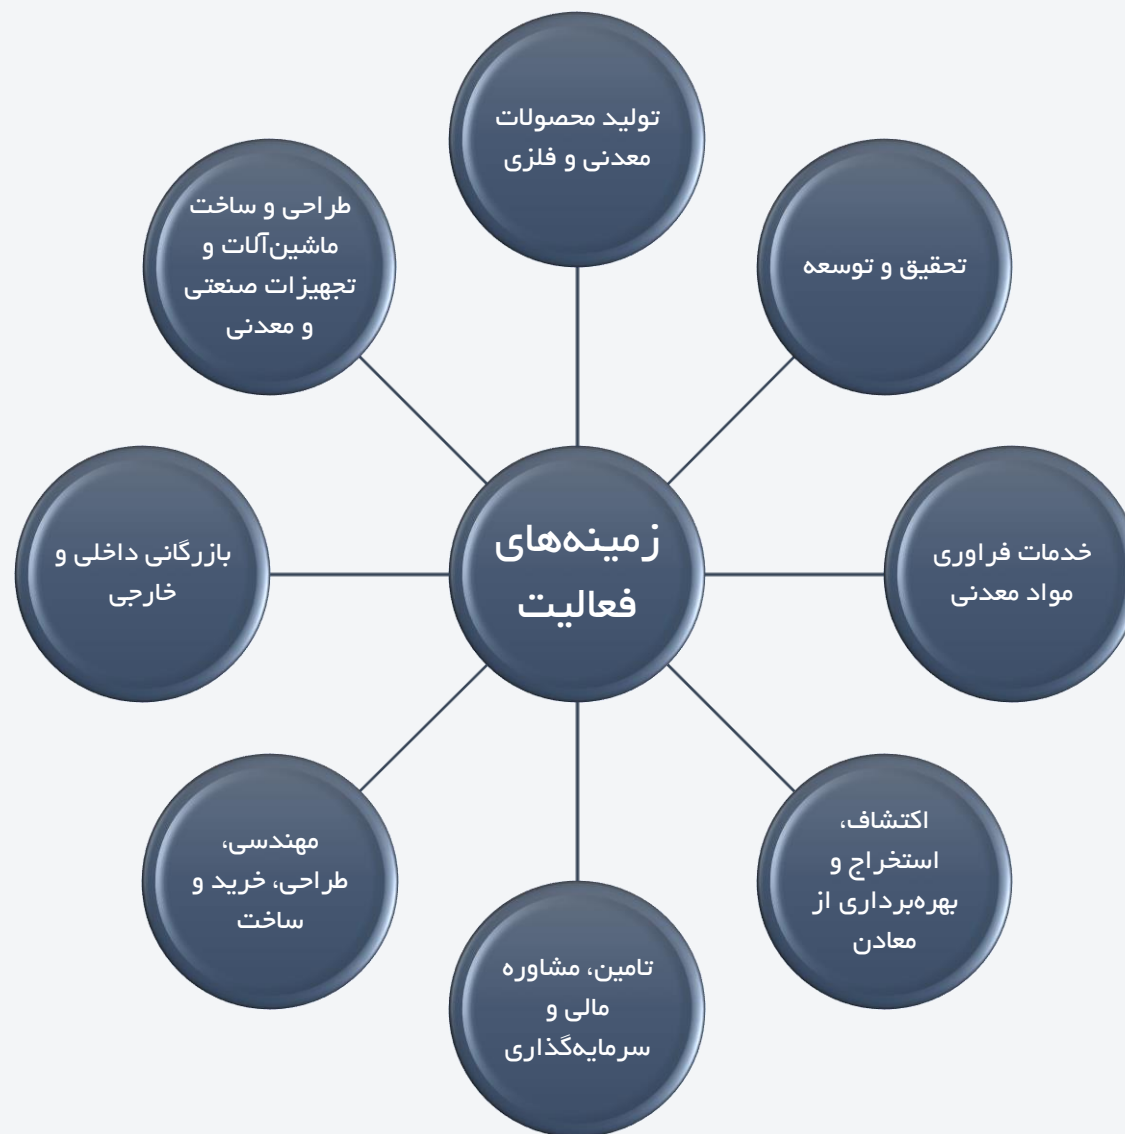 زمینه‌های
فعالیت
تولید محصولات
معدنی و فلزی
تحقیق و توسعه
خدمات فراوری
مواد معدنی
اکتشاف،
استخراج و
بهره‌برداری از
معادن
تامین، مشاوره
مالی و
سرمایه‌گذاری
مهندسی،
طراحی، خرید و
ساخت
بازرگانی داخلی و
خارجی
طراحی و ساخت
ماشین‌آلات و
تجهیزات صنعتی
و معدنی